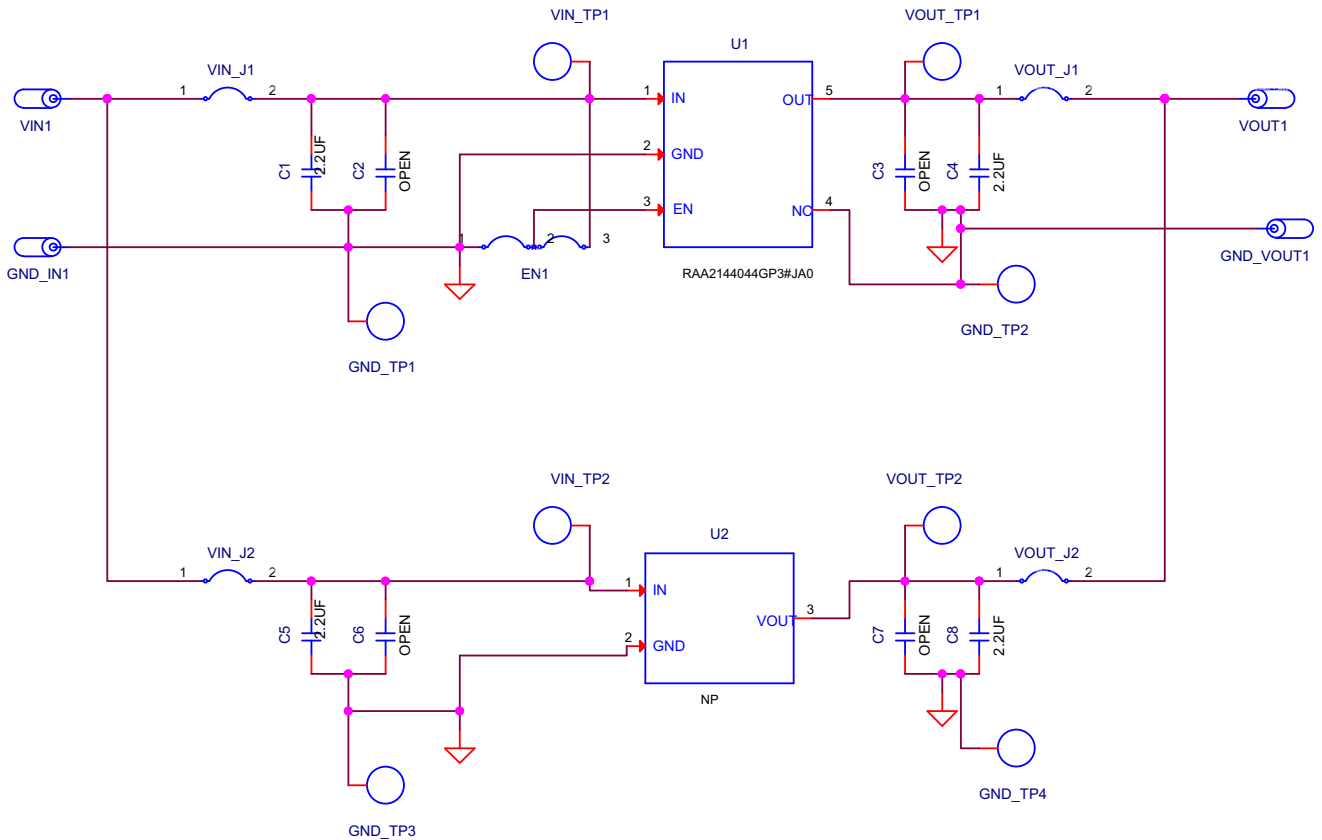 VIN_TP1
VOUT_TP1
U1
VIN_J1
VOUT_J1
1
2
1
IN
OUT
5
1
2
VIN1
VOUT1
2
GND
C1
2.2UF
C2
OPEN
C3
OPEN
C4
2.2UF
3
EN
NC
4
1
2
3
GND_IN1
EN1
RAA2144044GP3#JA0
GND_VOUT1
GND_TP2
GND_TP1
VIN_TP2
VOUT_TP2
U2
VIN_J2
VOUT_J2
1
2
1
IN
1
2
VOUT
3
C5
2.2UF
C6
OPEN
2
GND
C7
OPEN
C8
2.2UF
NP
GND_TP4
GND_TP3